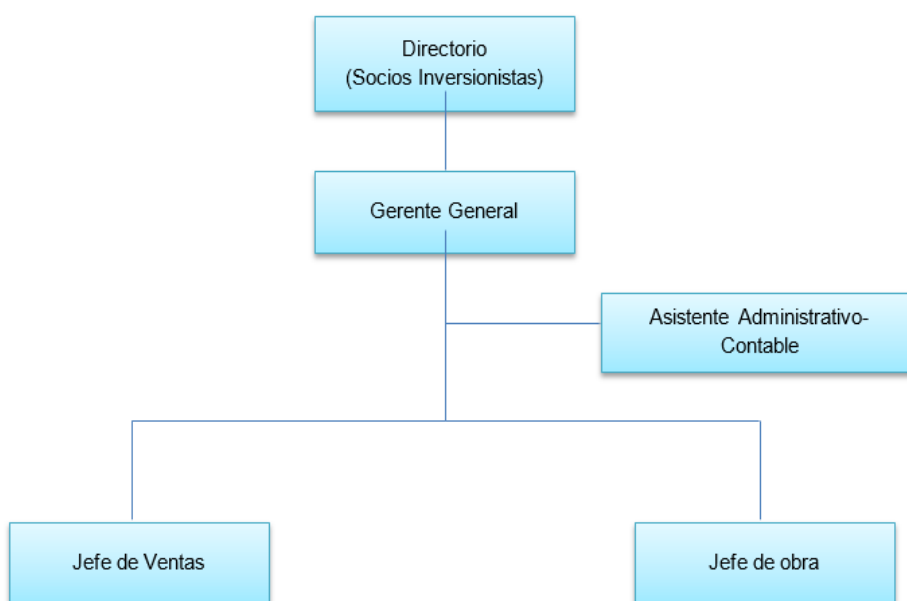 Directorio
(Socios Inversionistas)
Gerente General
Asistente Administrativo-
Contable
Jefe de Ventas
Jefe de obra